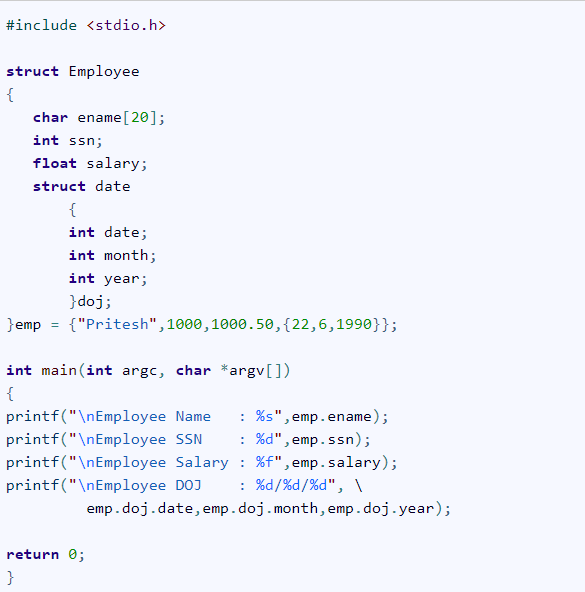 #include <stdio.h>
struct Employee
{
   char ename[20];
   int ssn;
   float salary;
   struct date
       {
       int date;
       int month;
       int year;
       }doj;
}emp = {"Pritesh",1000,1000.50,{22,6,1990}};
int main(int argc, char *argv[])
{
printf("\nEmployee Name   : %s",emp.ename);
printf("\nEmployee SSN    : %d",emp.ssn);
printf("\nEmployee Salary : %f",emp.salary);
printf("\nEmployee DOJ    : %d/%d/%d", \
         emp.doj.date,emp.doj.month,emp.doj.year);
return 0;
}